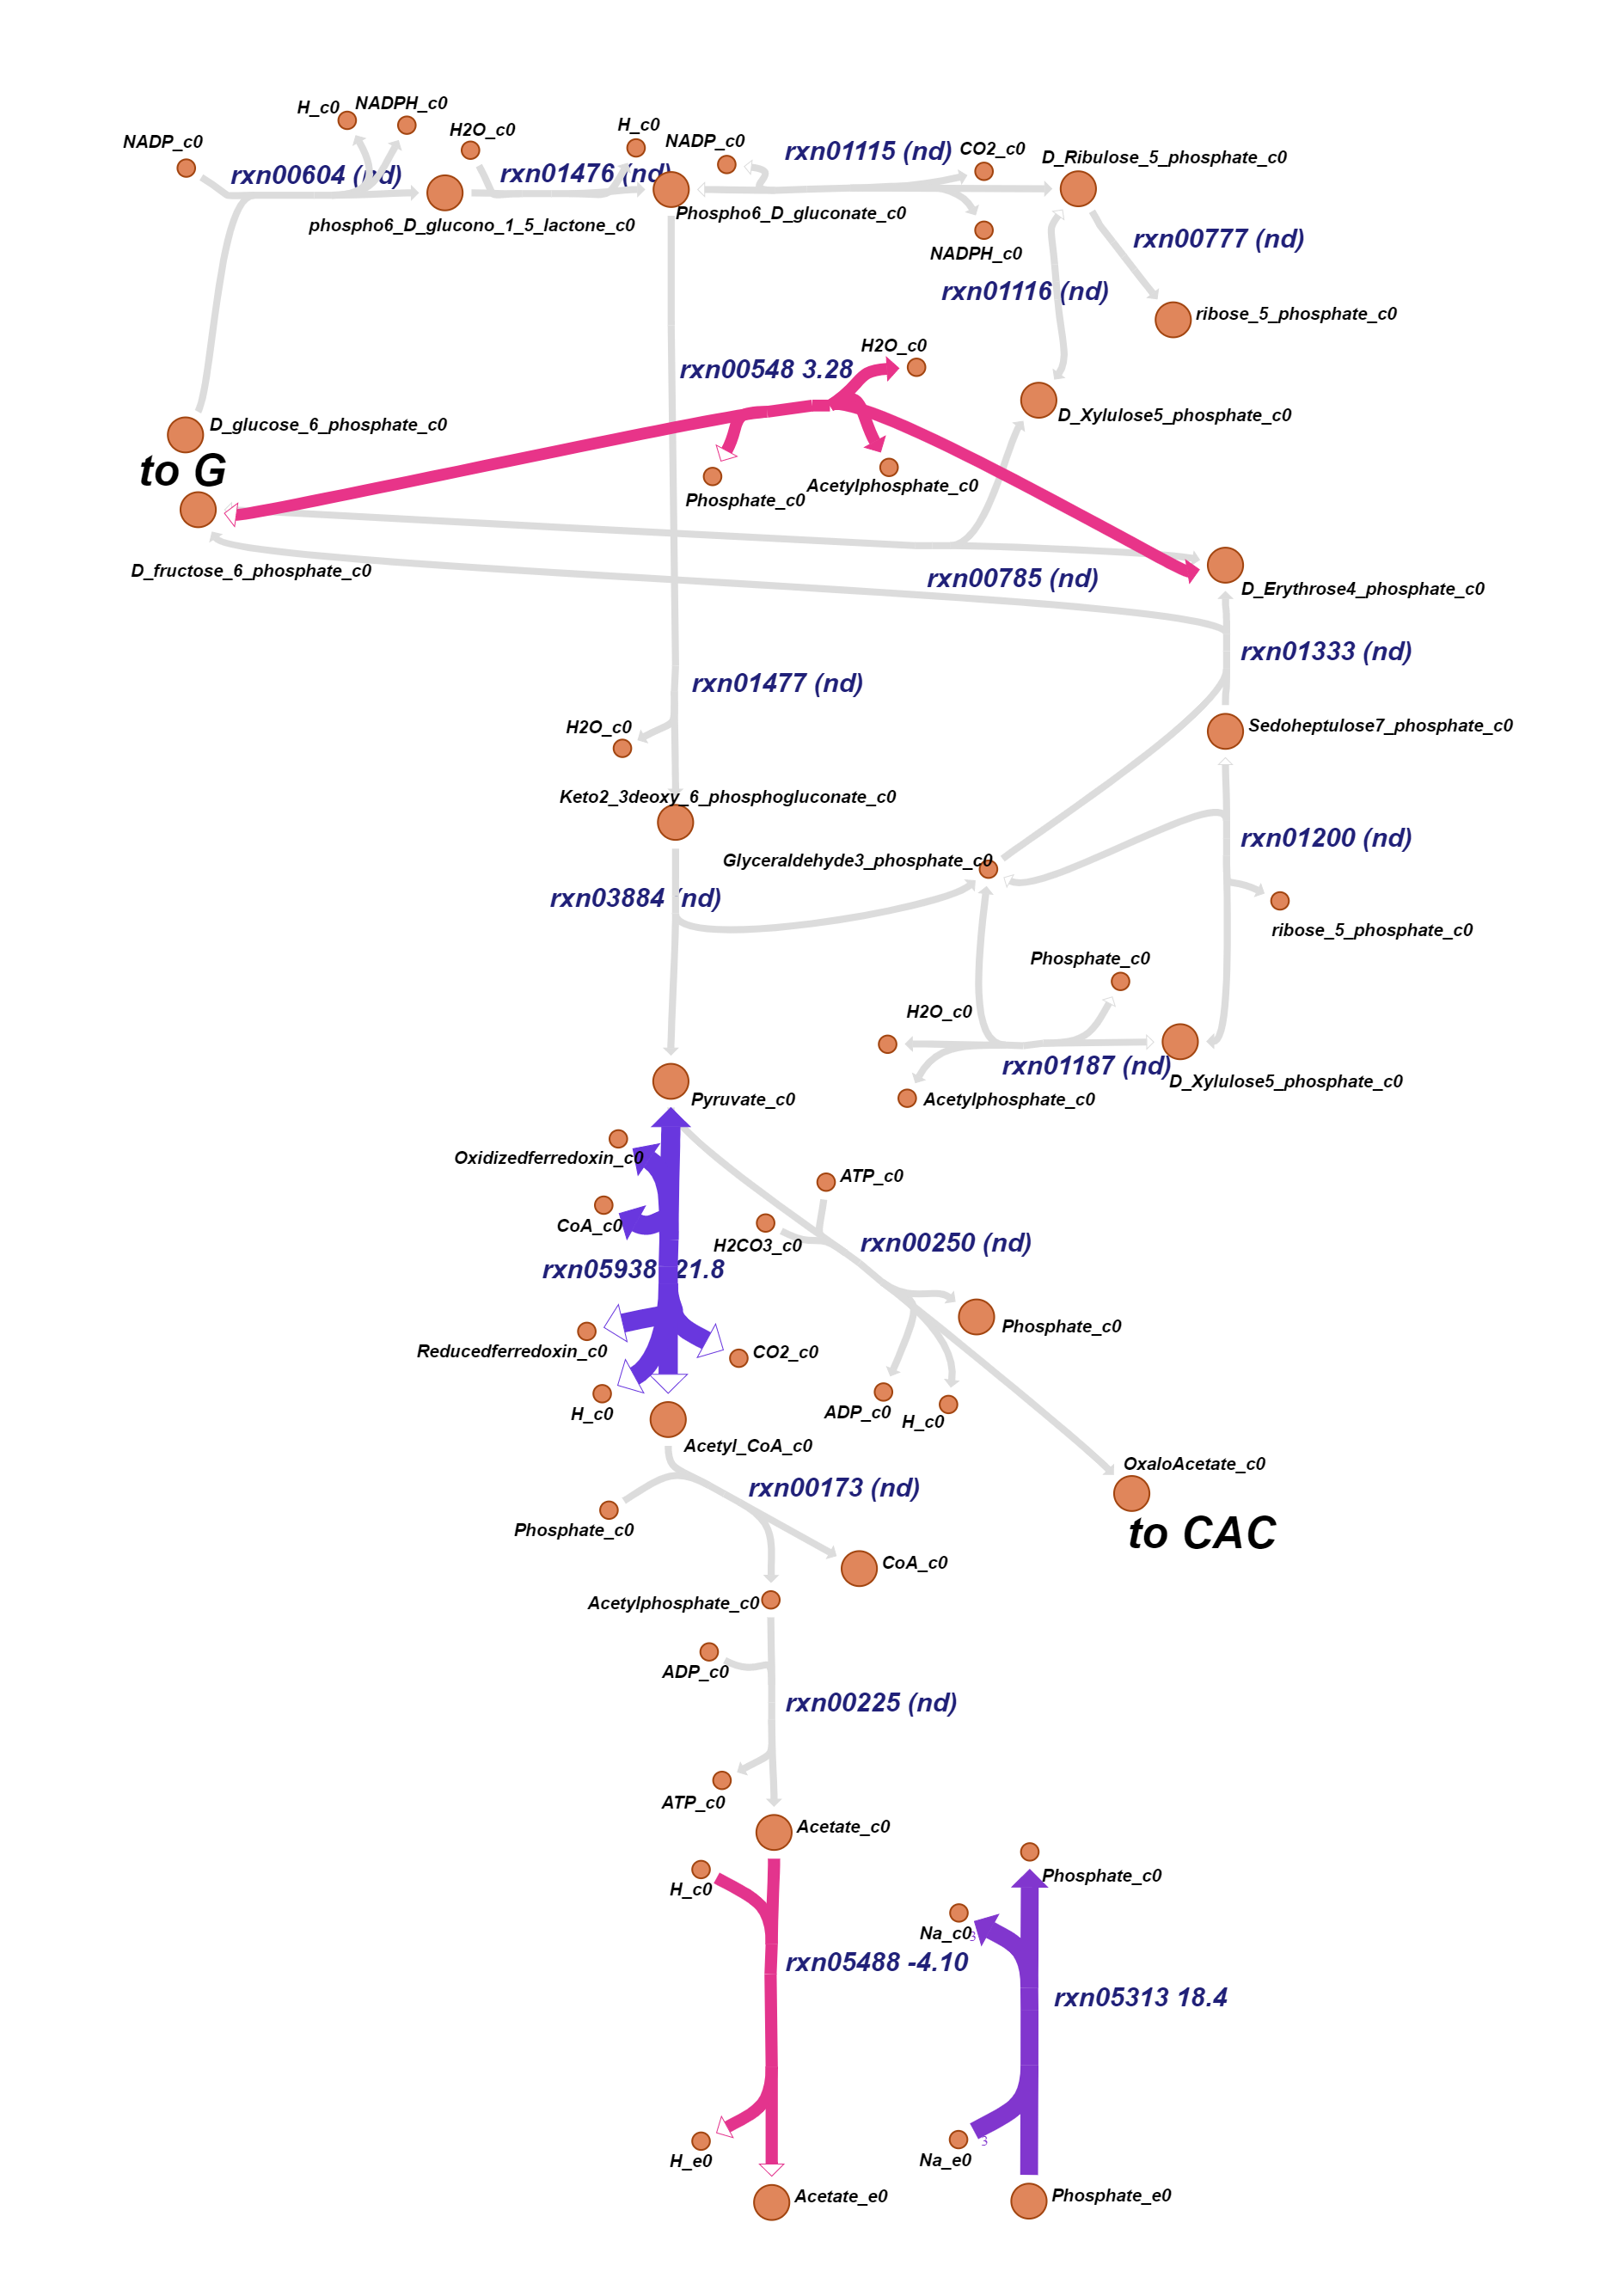 H_c0
NADPH_c0
NADP_c0
H2O_c0
H_c0
NADP_c0
rxn01115 (nd)
CO2_c0
D_Ribulose_5_phosphate_c0
rxn00604 (nd)
rxn01476 (nd)
phospho6_D_glucono_1_5_lactone_c0
Phospho6_D_gluconate_c0
NADPH_c0
rxn00777 (nd)
rxn01116 (nd)
ribose_5_phosphate_c0
H2O_c0
rxn00548 3.28
D_glucose_6_phosphate_c0
D_Xylulose5_phosphate_c0
to G
Phosphate_c0
Acetylphosphate_c0
D_fructose_6_phosphate_c0
rxn00785 (nd)
D_Erythrose4_phosphate_c0
rxn01333 (nd)
rxn01477 (nd)
H2O_c0
Sedoheptulose7_phosphate_c0
Keto2_3deoxy_6_phosphogluconate_c0
Glyceraldehyde3_phosphate_c0
rxn01200 (nd)
rxn03884 (nd)
ribose_5_phosphate_c0
Phosphate_c0
H2O_c0
rxn01187 (nd)
D_Xylulose5_phosphate_c0
Pyruvate_c0
Acetylphosphate_c0
Oxidizedferredoxin_c0
ATP_c0
CoA_c0
H2CO3_c0
rxn00250 (nd)
rxn05938 21.8
Reducedferredoxin_c0
CO2_c0
Phosphate_c0
H_c0
ADP_c0
H_c0
Acetyl_CoA_c0
OxaloAcetate_c0
rxn00173 (nd)
Phosphate_c0
to CAC
CoA_c0
Acetylphosphate_c0
ADP_c0
rxn00225 (nd)
ATP_c0
Acetate_c0
H_c0
Phosphate_c0
Na_c0
3
rxn05488 -4.10
rxn05313 18.4
H_e0
Na_e0
3
Acetate_e0
Phosphate_e0